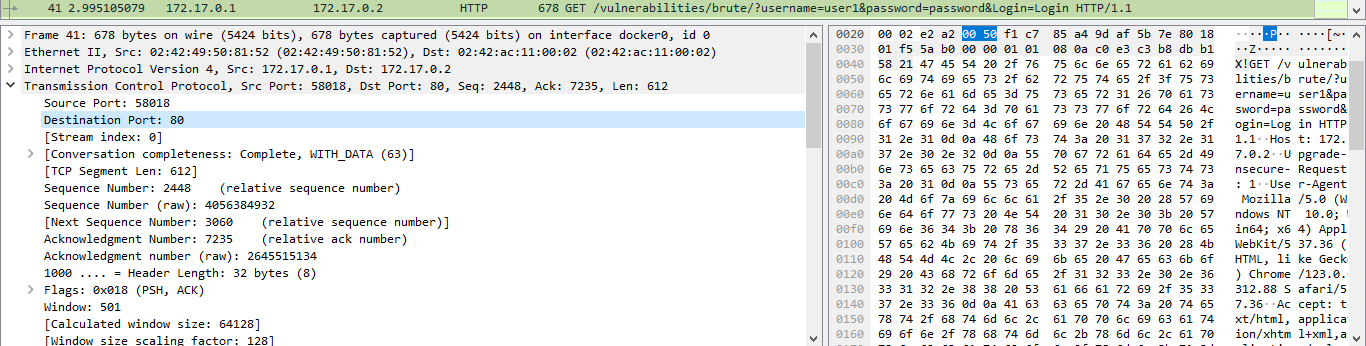 41 2.995105079 172.17.0.1 172.17.0.2 HTTP 678 GET /vulnerabilities/brute/?username=user1&password=password&Login=Login HTTP/1.1
Frame 41: 678 bytes on wire (5424 bits), 678 bytes captured (5424 bits) on interface docker0, id 0
Ethernet II, Src: 02:42:49:50:81:52 (02:42:49:50:81:52), Dst: 02:42:ac:11:00:02 (02:42:ac:11:00:02)
Internet Protocol Version 4, Src: 172.17.0.1, Dst: 172.17.0.2
Transmission Control Protocol, Src Port: 58018, Dst Port: 80, Seq: 2448, Ack: 7235, Len: 612
Source Port: 58018
Destination Port: 80
[Stream index: 0]
[Conversation completeness: Complete, WITH_DATA (63)]
[TCP Segment Len: 612]
Sequence Number: 2448 (relative sequence number)
Sequence Number (raw): 4056384932
[Next Sequence Number: 3060 (relative sequence number)]
Acknowledgment Number: 7235 (relative ack number)
Acknowledgment number (raw): 2645515134
1000 .... = Header Length: 32 bytes (8)
Flags: 0x018 (PSH, ACK)
Window: 501
[Calculated window size: 64128]
[Window size scaling factor: 128]
0020 00 02 e2 a2 00 50 f1 c7 85 a4 9d af 5b 7e 80 18 ·····P·· ····[~··
0030 01 f5 5a b0 00 00 01 01 08 0a c0 e3 c3 b8 db b1 ··Z····· ········
0040 58 21 47 45 54 20 2f 76 75 6c 6e 65 72 61 62 69 X!GET /v ulnerabi
0050 6c 69 74 69 65 73 2f 62 72 75 74 65 2f 3f 75 73 lities/b rute/?us
0060 65 72 6e 61 6d 65 3d 75 73 65 72 31 26 70 61 73 ername=u ser1&pas
0070 73 77 6f 72 64 3d 70 61 73 73 77 6f 72 64 26 4c sword=pa ssword&L
0080 6f 67 69 6e 3d 4c 6f 67 69 6e 20 48 54 54 50 2f ogin=Log in HTTP/
0090 31 2e 31 0d 0a 48 6f 73 74 3a 20 31 37 32 2e 31 1.1··Hos t: 172.1
00a0 37 2e 30 2e 32 0d 0a 55 70 67 72 61 64 65 2d 49 7.0.2··U pgrade-I
00b0 6e 73 65 63 75 72 65 2d 52 65 71 75 65 73 74 73 nsecure- Requests
00c0 3a 20 31 0d 0a 55 73 65 72 2d 41 67 65 6e 74 3a : 1··Use r-Agent:
00d0 20 4d 6f 7a 69 6c 6c 61 2f 35 2e 30 20 28 57 69 Mozilla /5.0 (Wi
00e0 6e 64 6f 77 73 20 4e 54 20 31 30 2e 30 3b 20 57 ndows NT 10.0; W
00f0 69 6e 36 34 3b 20 78 36 34 29 20 41 70 70 6c 65 in64; x6 4) Apple
0100 57 65 62 4b 69 74 2f 35 33 37 2e 33 36 20 28 4b WebKit/5 37.36 (K
0110 48 54 4d 4c 2c 20 6c 69 6b 65 20 47 65 63 6b 6f HTML, li ke Gecko
0120 29 20 43 68 72 6f 6d 65 2f 31 32 33 2e 30 2e 36 ) Chrome /123.0.6
0130 33 31 32 2e 38 38 20 53 61 66 61 72 69 2f 35 33 312.88 S afari/53
0140 37 2e 33 36 0d 0a 41 63 63 65 70 74 3a 20 74 65 7.36··Ac cept: te
0150 78 74 2f 68 74 6d 6c 2c 61 70 70 6c 69 63 61 74 xt/html, applicat
0160 69 6f 6e 2f 78 68 74 6d 6c 2b 78 6d 6c 2c 61 70 ion/xhtm l+xml,ap